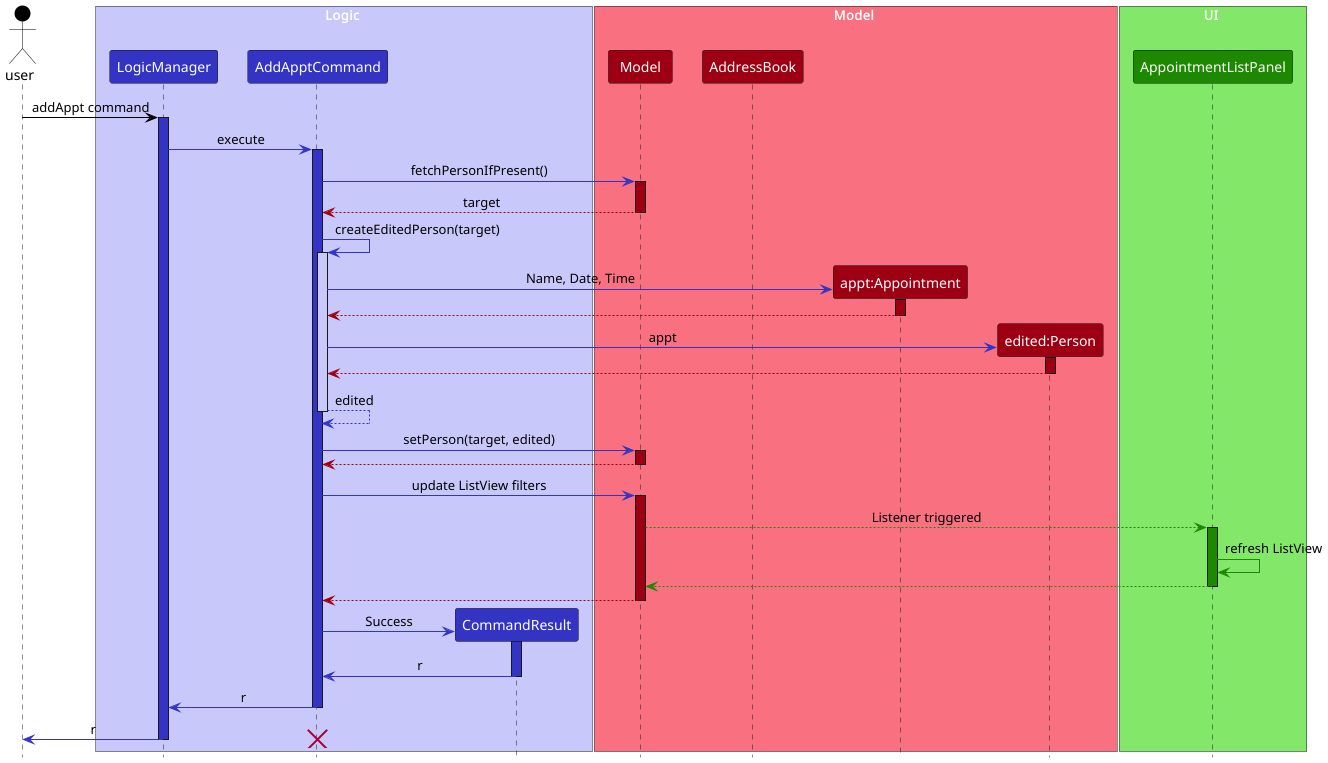 Logic
Model
UI
user
LogicManager
AddApptCommand
Model
AddressBook
AppointmentListPanel
addAppt command
execute
fetchPersonIfPresent()
target
createEditedPerson(target)
Name, Date, Time
appt:Appointment
appt
edited:Person
edited
setPerson(target, edited)
update ListView filters
Listener triggered
refresh ListView
Success
CommandResult
r
r
r